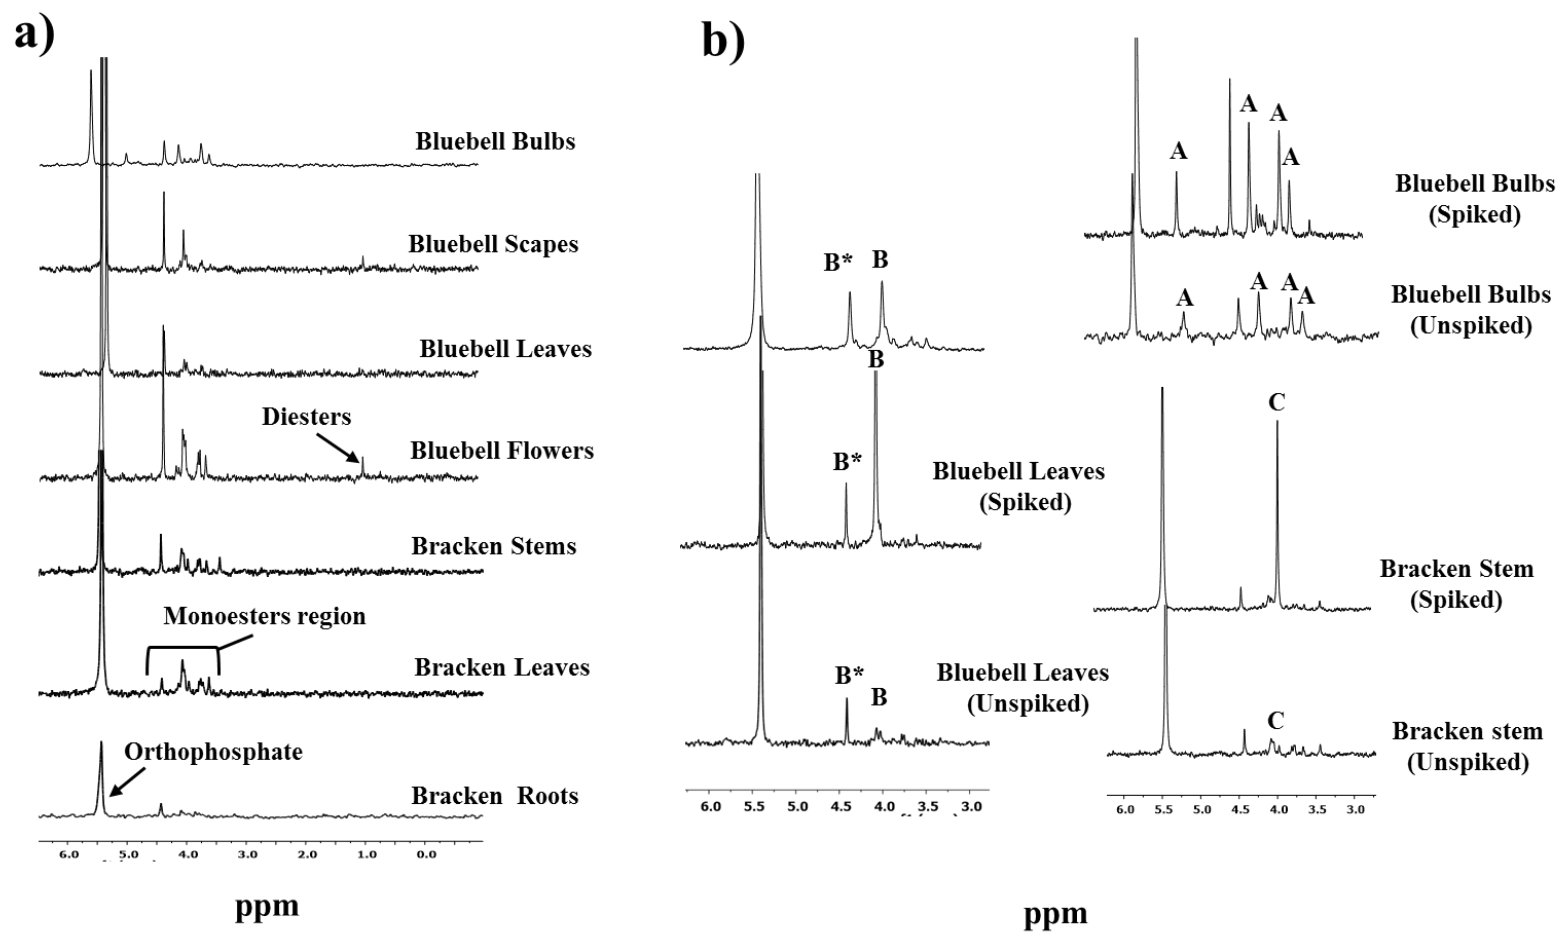 a)
Bluebell Bulbs
Bluebell Scapes
Bluebell Leaves
Diesters
Bluebell Flowers
Bracken Stems
Monoesters region
Bracken Leaves
Orthophosphate
Bracken Roots
6.0 5.0 4.0 3.0 2.0 1.0 0.0
ppm
b)
B* B
B
B*
Bluebell Leaves
(Spiked)
B* B
Bluebell Leaves
(Unspiked)
6.0 5.5 5.0 4.5 4.0 3.5 3.0
A A A A
Bluebell Bulbs
(Spiked)
A A A A
Bluebell Bulbs
(Unspiked)
C
Bracken Stem
(Spiked)
C
Bracken stem
(Unspiked)
6.0 5.5 5.0 4.5 4.0 3.5 3.0
ppm